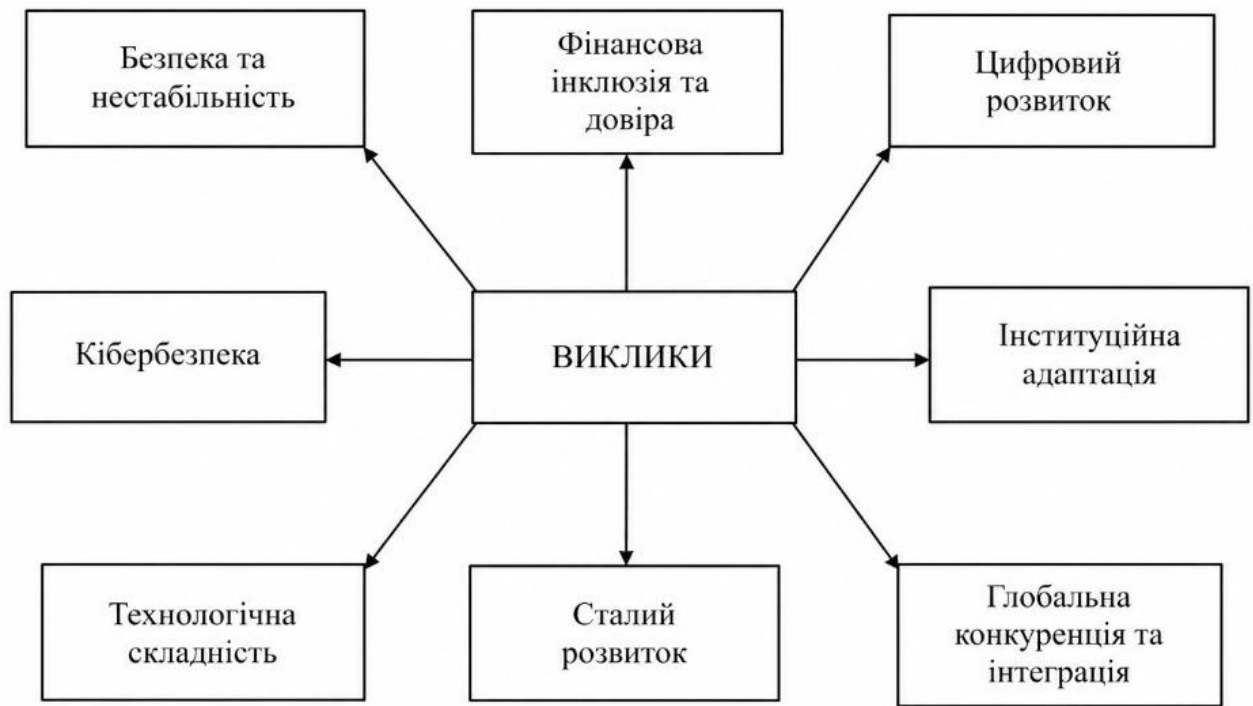 Безпека та
нестабільність
Фінансова
інклюзія та
довіра
Цифровий
розвиток
Кібербезпека
ВИКЛИКИ
Інституційна
адаптація
Технологічна
складність
Сталий
розвиток
Глобальна
конкуренція та
інтеграція